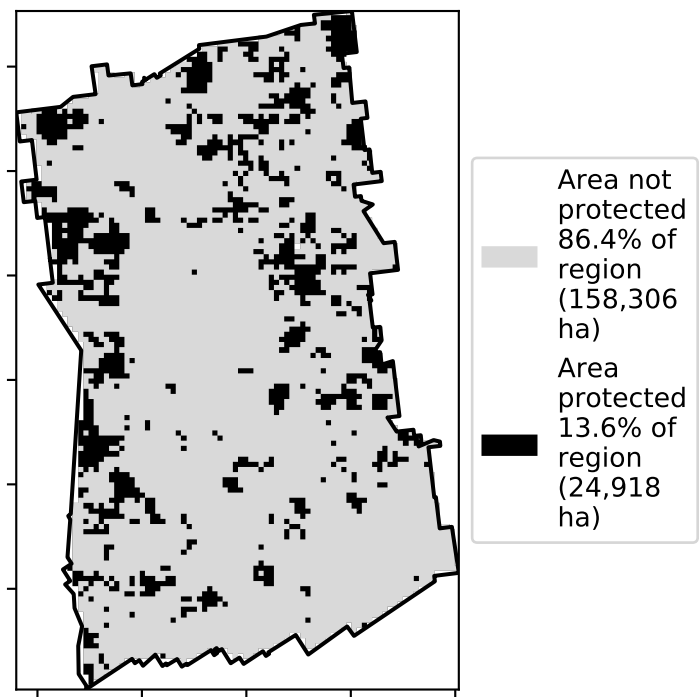 Area not
protected
86.4% of
region
(158,306
ha)
Area
protected
13.6% of
region
(24,918
ha)